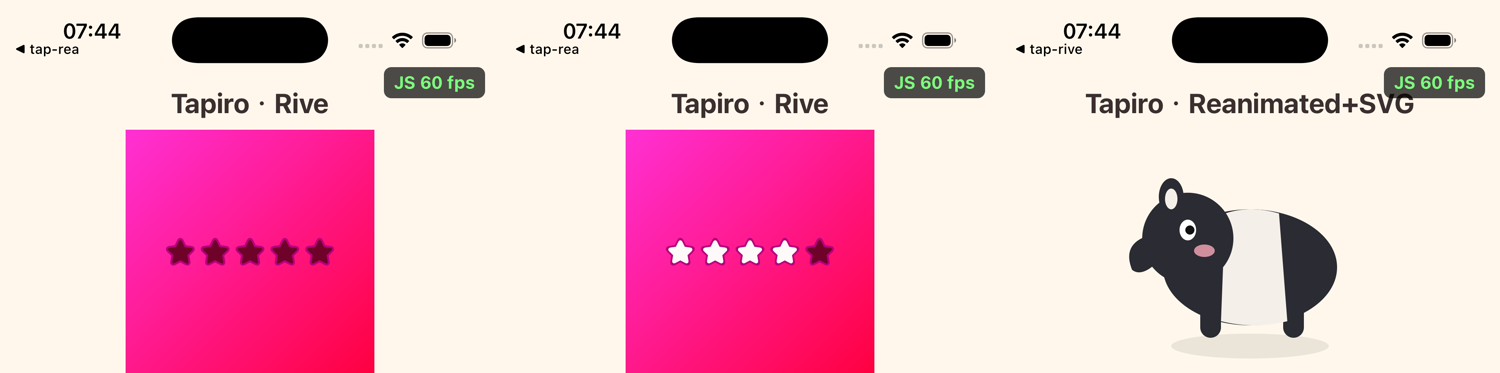 07:44
◀ tap-rea
JS 60 fps
Tapiro · Rive
07:44
◀ tap-rea
JS 60 fps
Tapiro · Rive
07:44
◀ tap-rive
JS 60 fps
Tapiro · Reanimated+SVG